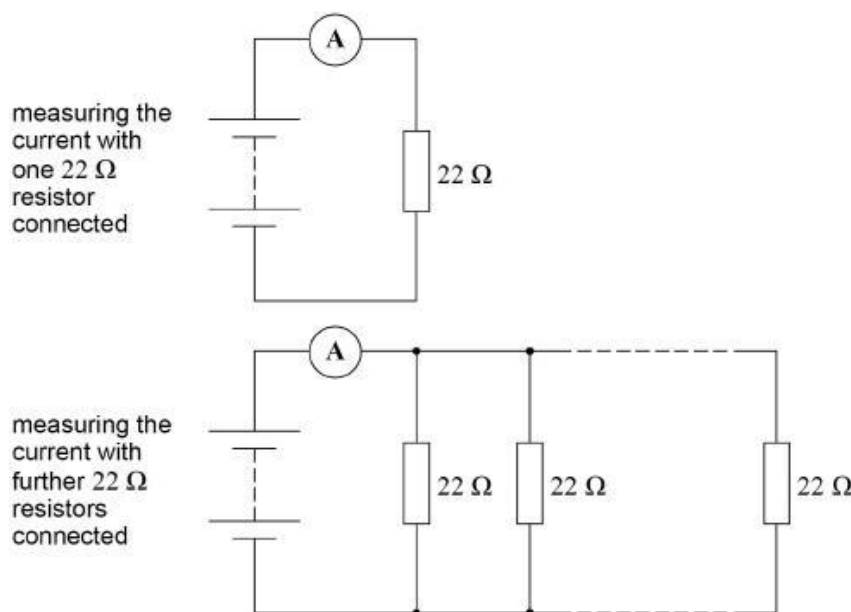 A
measuring the
current with
one 22 Ω
resistor
connected
22 Ω
A
measuring the
current with
further 22 Ω
resistors
connected
22 Ω
22 Ω
22 Ω